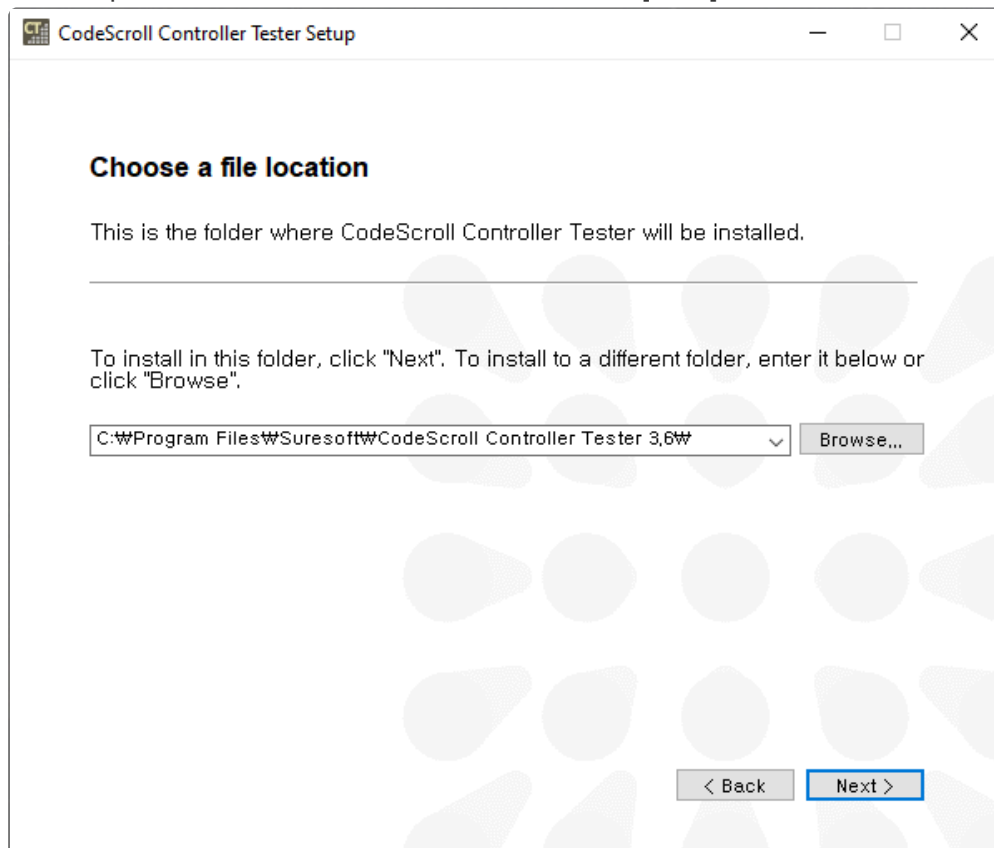 CT
CodeScroll Controller Tester Setup
Choose a file location
This is the folder where CodeScroll Controller Tester will be installed.
To install in this folder, click "Next". To install to a different folder, enter it below or
click "Browse".
C:₩Program Files₩Suresoft₩CodeScroll Controller Tester 3.6₩
Browse...
< Back
Next >